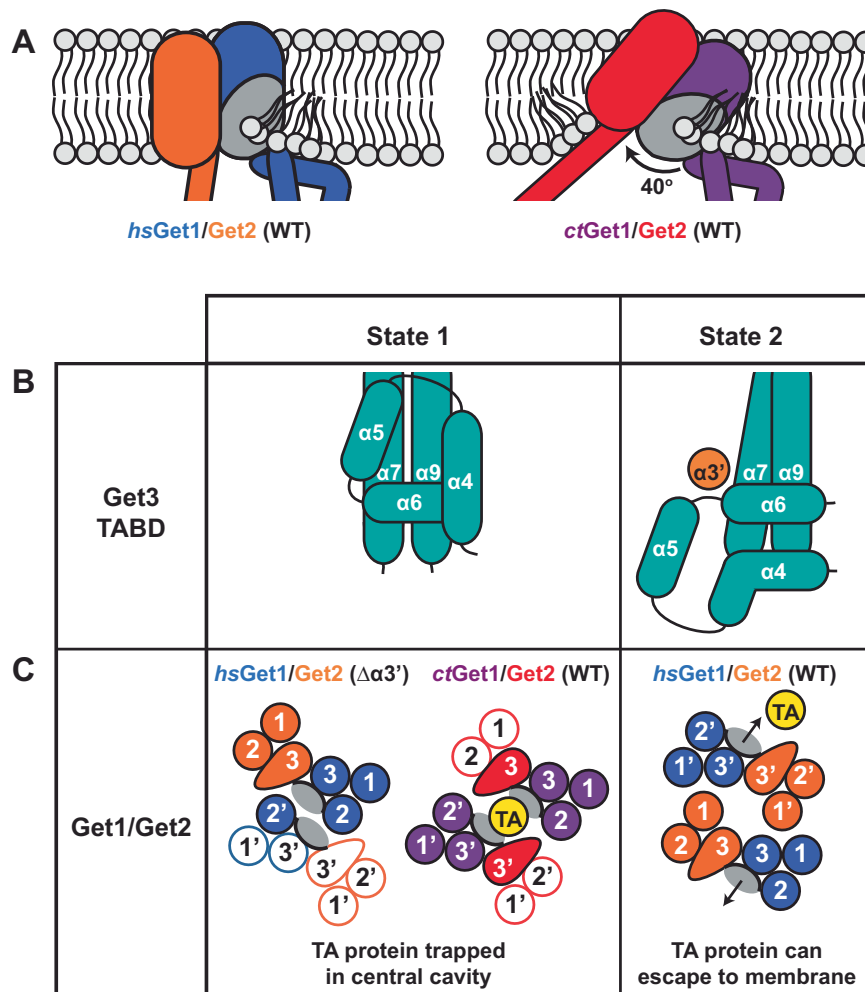 A
40°
hsGet1/Get2 (WT)
ctGet1/Get2 (WT)
State 1
State 2
B
Get3
TABD
α5
α7
α9
α4
α6
α3'
α7
α9
α6
α5
α4
C
Get1/Get2
hsGet1/Get2 (Δα3')
ctGet1/Get2 (WT)
hsGet1/Get2 (WT)
1
2
3
3
1
2'
2
1'
3'
3'
2'
1'
1
2
3
3
1
2'
TA
2
1'
3'
3'
2'
1'
TA
2'
1'
3'
3'
2'
1
1'
2
3
3
1
2
TA protein trapped
in central cavity
TA protein can
escape to membrane